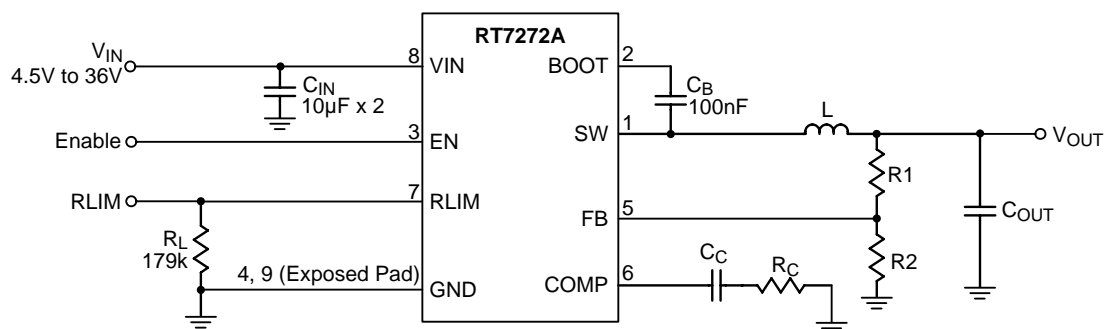 RT7272A
VIN
4.5V to 36V
CIN
10µF x 2
8
VIN
Enable
3
EN
RLIM
7
RLIM
RL
179k
4, 9 (Exposed Pad)
GND
BOOT
2
CB
100nF
SW
1
L
VOUT
R1
FB
5
COUT
R2
COMP
6
CC
RC